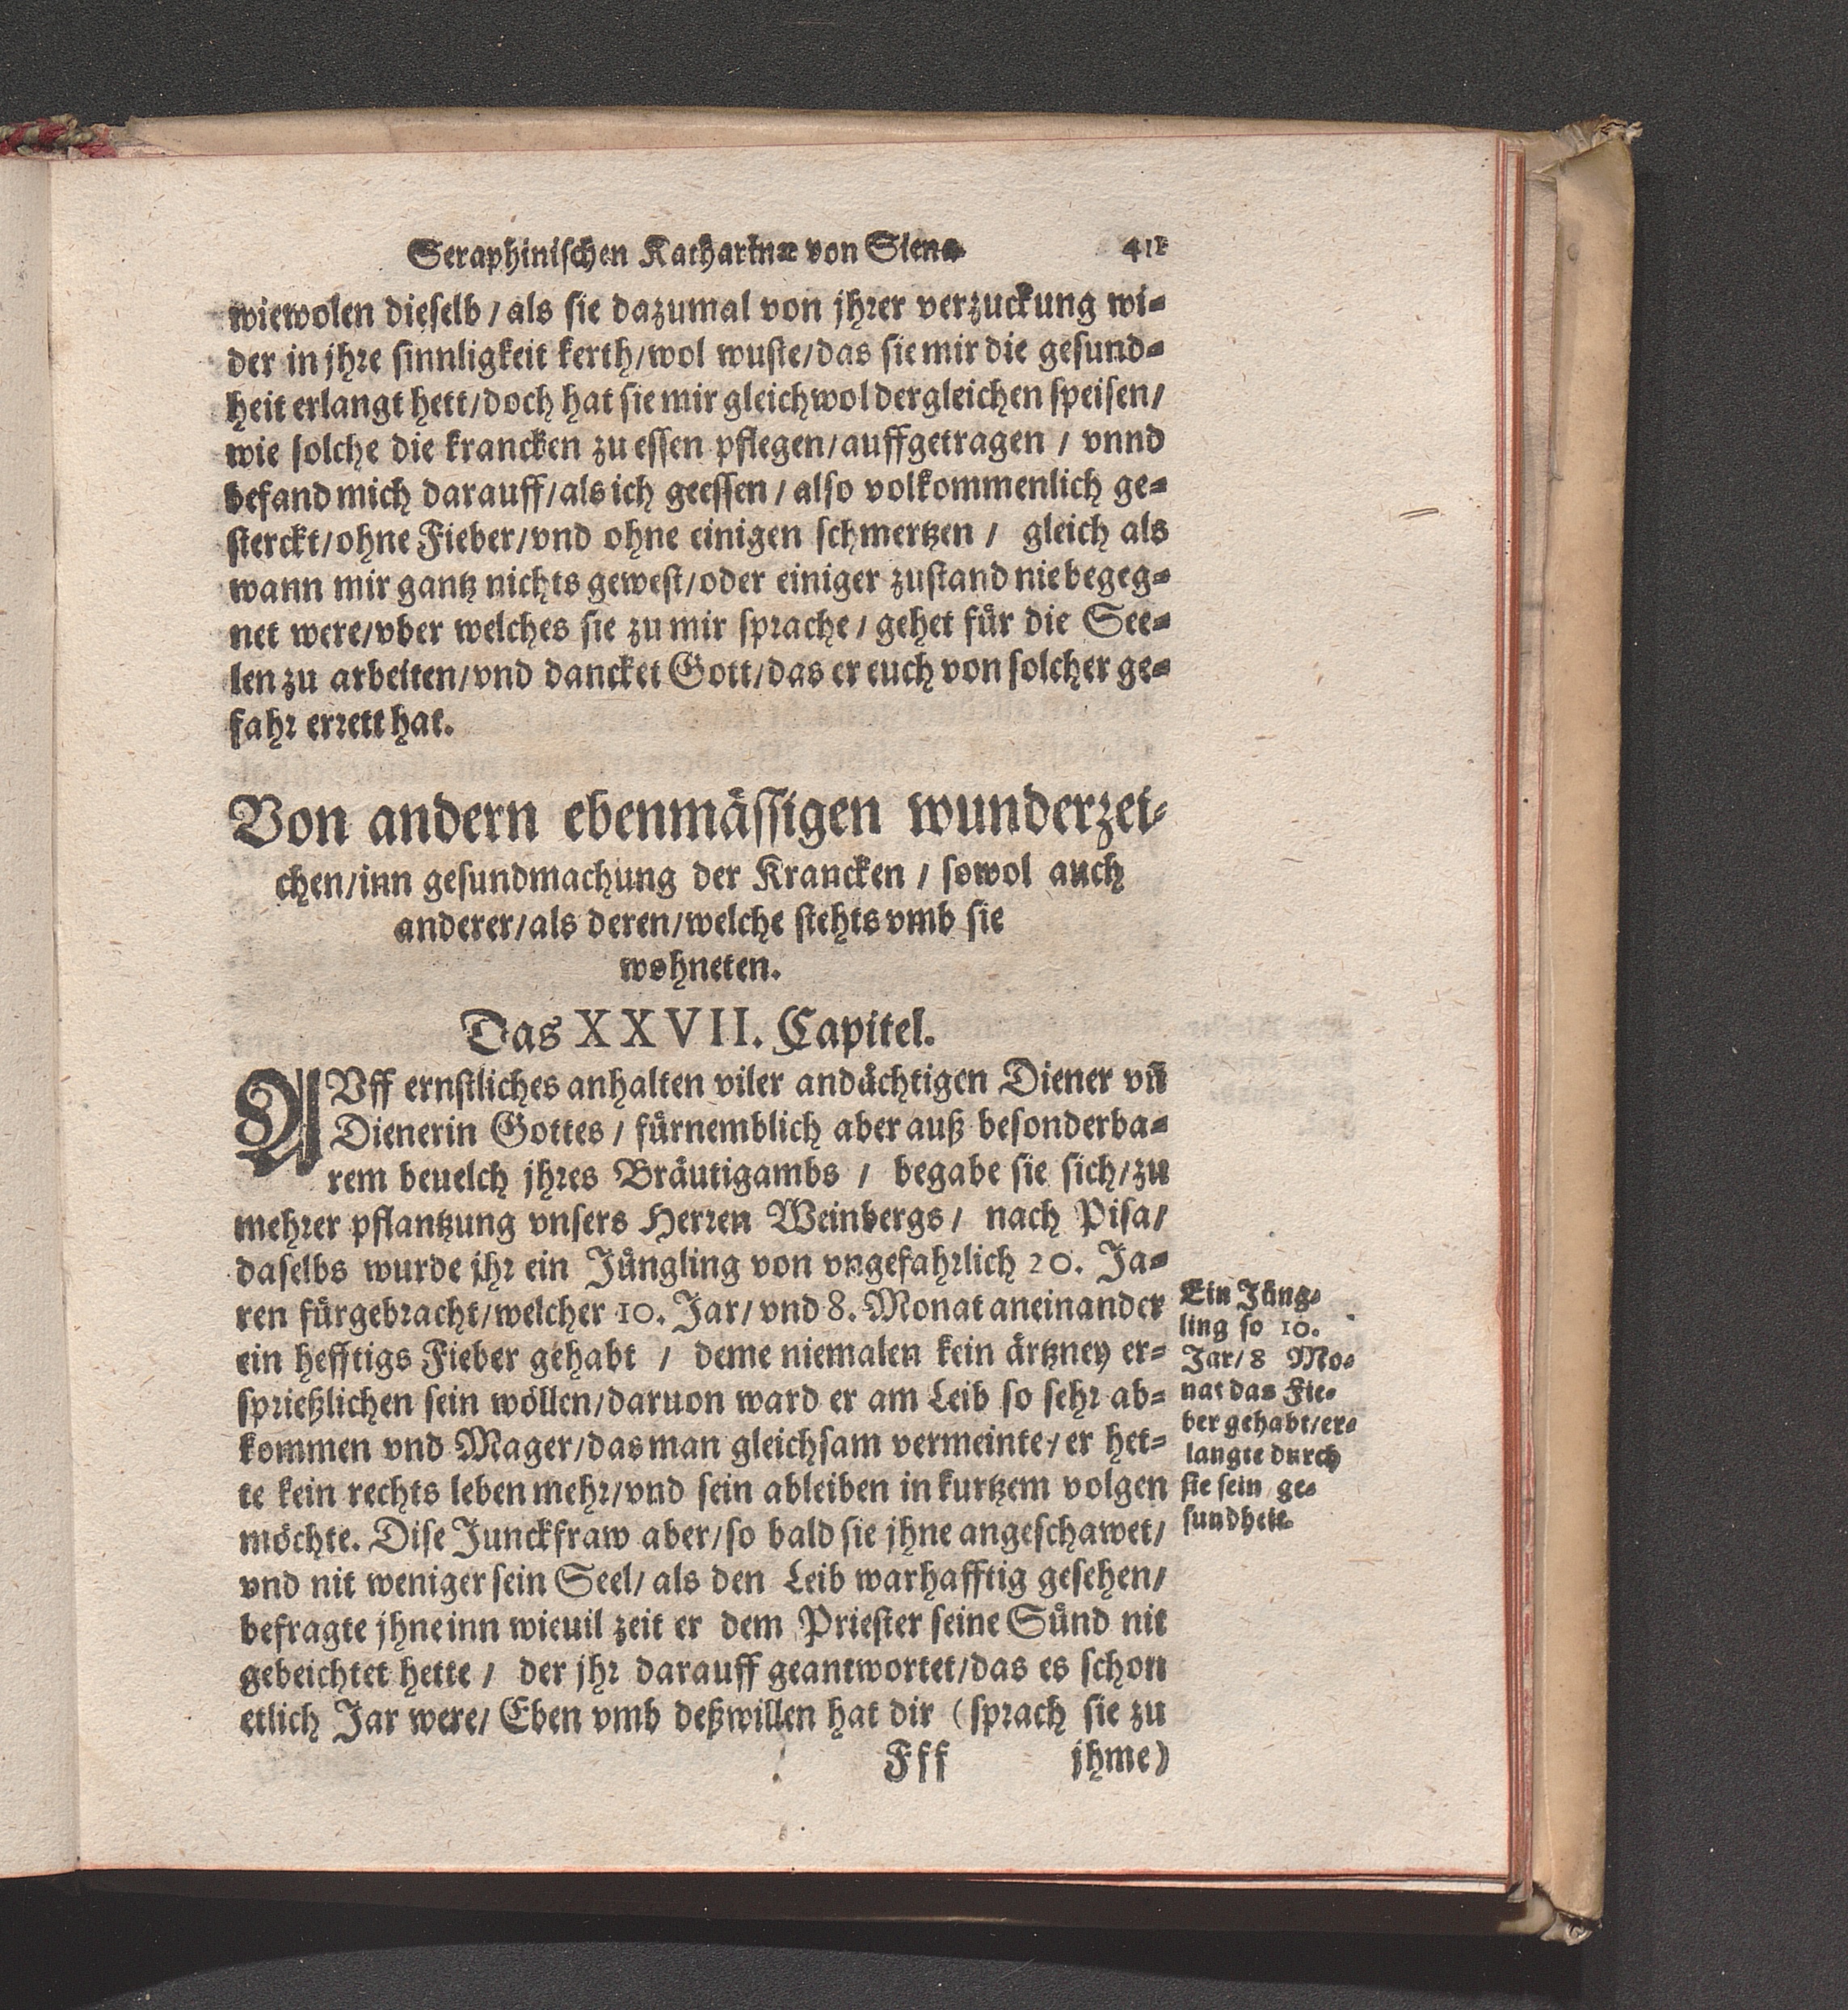 Seraphinischen Katharinæ von Siena 411
wiewolen dieselb / als sie dazumal von jhrer verzuckung wi-
der in jhre sinnligkeit kerth/wol wuste/das sie mir die gesund-
heit erlangt hett/doch hat sie mir gleichwol dergleichen speisen/
wie solche die krancken zu essen pflegen/auffgetragen / vnnd
befand mich darauff/als ich geessen / also volkommenlich ge-
sterckt/ohne Fieber/vnd ohne einigen schmertzen / gleich als
wann mir gantz nichts gewest/oder einiger zustand nie begeg-
net were/vber welches sie zu mir sprache / gehet für die See-
len zu arbeiten/vnd dancket Gott/das er euch von solcher ge-
fahr errett hat.
Von andern ebenmässigen wunderzei-
chen/inn gesundmachung der Krancken / sowol auch
anderer/als deren/welche stehts vmb sie
wohneten.
Das XXVII. Capitel.
AVff ernstliches anhalten viler andächtigen Diener vñ
Dienerin Gottes / fürnemblich aber auß besonderba-
rem beuelch jhres Bräutigambs / begabe sie sich/zu
mehrer pflantzung vnsers Herren Weinbergs / nach Pisa/
daselbs wurde jhr ein Jüngling von vngefahrlich 20. Ja-
ren fürgebracht/welcher 10. Jar/ vnd 8. Monat aneinander
ein hefftigs Fieber gehabt / deme niemalen kein ärtzney er-
sprießlichen sein wöllen/daruon ward er am Leib so sehr ab-
kommen vnd Mager/das man gleichsam vermeinte/ er het-
te kein rechts leben mehr/vnd sein ableiben in kurtzem volgen
möchte. Dise Junckfraw aber/so bald sie jhne angeschawet/
vnd nit weniger sein Seel/ als den Leib warhafftig gesehen/
befragte jhne inn wieuil zeit er dem Priester seine Sünd nit
gebeichtet hette / der jhr darauff geantwortet/das es schon
etlich Jar were/ Eben vmb deßwillen hat dir (sprach sie zu
Fff jhme)
Ein Jüng-
ling so 10.
Jar/ 8 Mo-
nat das Fie-
ber gehabt/er-
langte durch
sie sein ge-
sundheit.